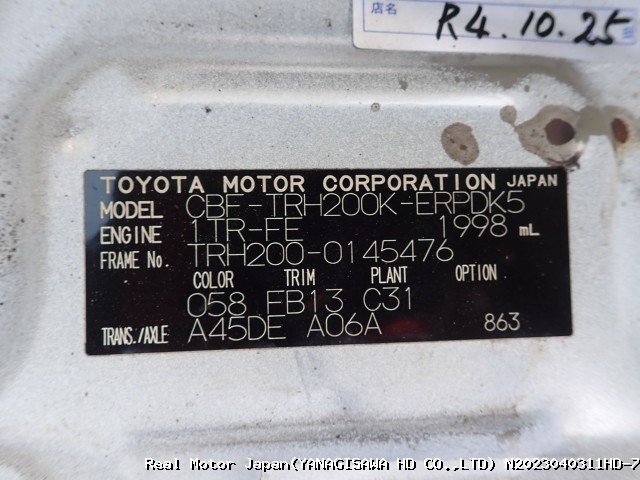 店名
R4.10.25
TOYOTA MOTOR CORPORATION JAPAN
MODEL CBF-TRH200K-ERPDK5
ENGINE 1TR-FE 1998 mL
FRAME No. TRH200-0145476
COLOR TRIM PLANT OPTION
058 FB13 C31
TRANS./AXLE A45DE A06A 863
Real Motor Japan(YANAGISAWA HD CO.,LTD) N2023040311HD-7